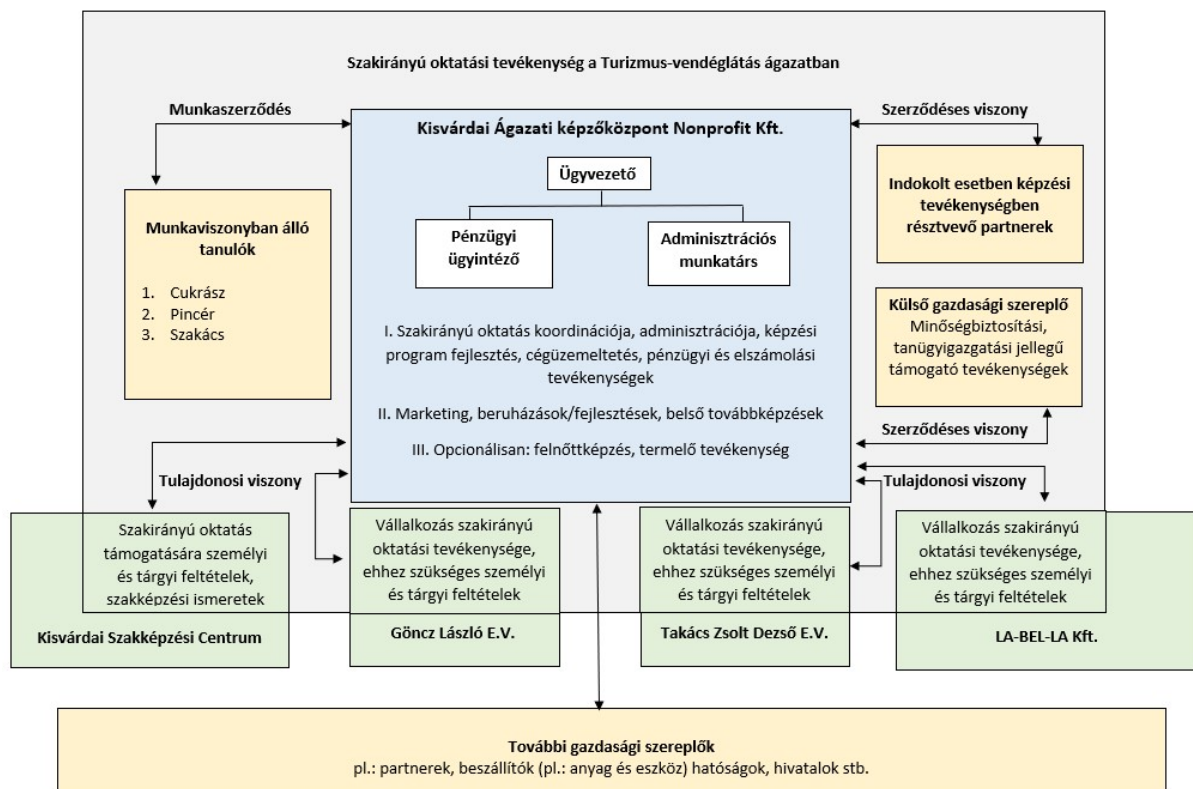 Szakirányú oktatási tevékenység a Turizmus-vendéglátás ágazatban
Munkaszerződés
Szerződéses viszony
Kisvárdai Ágazati képzőközpont Nonprofit Kft.
Ügyvezető
Pénzügyi
ügyintéző
Adminisztrációs
munkatárs
I. Szakirányú oktatás koordinációja, adminisztrációja, képzési
program fejlesztés, cégüzemeltetés, pénzügyi és elszámolási
tevékenységek
II. Marketing, beruházások/fejlesztések, belső továbbképzések
III. Opcionálisan: felnőttképzés, termelő tevékenység
Munkaviszonyban álló
tanulók
1. Cukrász
2. Pincér
3. Szakács
Indokolt esetben képzési
tevékenységben
résztvevő partnerek
Külső gazdasági szereplő
Minőségbiztosítási,
tanügyigazgatási jellegű
támogató tevékenységek
Szerződéses viszony
Tulajdonosi viszony
Tulajdonosi viszony
Szakirányú oktatás
támogatására személyi
és tárgyi feltételek,
szakképzési ismeretek
Kisvárdai Szakképzési Centrum
Vállalkozás szakirányú
oktatási tevékenysége,
ehhez szükséges személyi
és tárgyi feltételek
Göncz László E.V.
Vállalkozás szakirányú
oktatási tevékenysége,
ehhez szükséges személyi
és tárgyi feltételek
Takács Zsolt Dezső E.V.
Vállalkozás szakirányú
oktatási tevékenysége,
ehhez szükséges személyi
és tárgyi feltételek
LA-BEL-LA Kft.
További gazdasági szereplők
pl.: partnerek, beszállítók (pl.: anyag és eszköz) hatóságok, hivatalok stb.